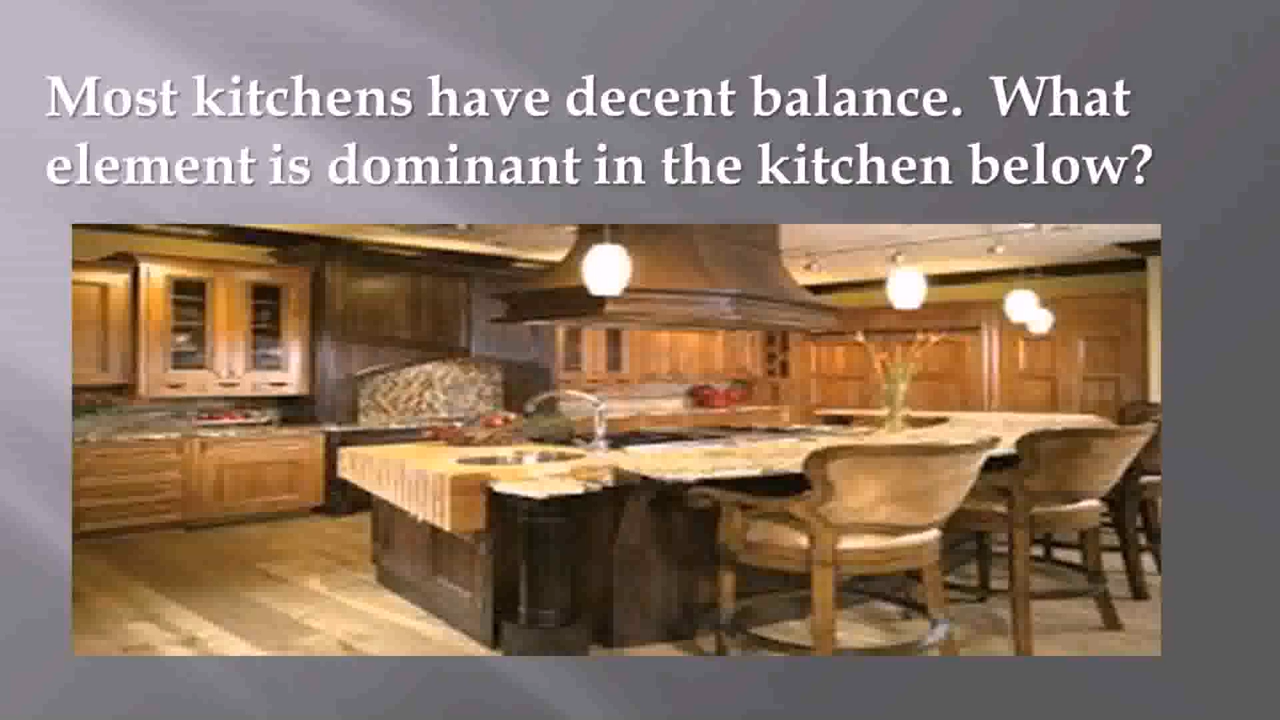 Most kitchens have decent balance.  What
element is dominant in the kitchen below?